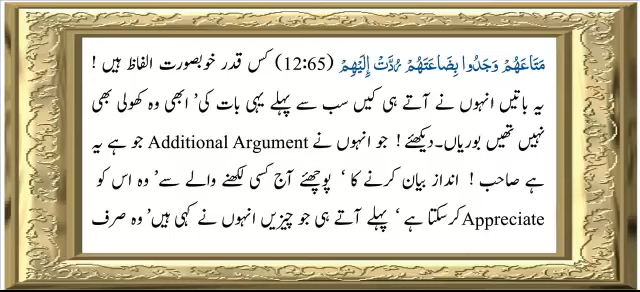 مَتَاعَهُمْ وَجَدُوا بِضَاعَتَهُمْ رُدَّتْ إِلَيْهِمْ (12:65) کس قدر خوبصورت الفاظ ہیں !
یہ باتیں انہوں نے آتے ہی کیں سب سے پہلے یہی بات کی’ ابھی وہ کھولی بھی
نہیں تھیں بوریاں۔دیکھئے ! جو انہوں نے Additional Argument جو ہے یہ
ہے صاحب ! انداز بیان کرنے کا ‘ پوچھئے آج کسی لکھنے والے سے’ وہ اس کو
Appreciate کرسکتا ہے ‘ پہلے آتے ہی جو چیزیں انہوں نے کہی ہیں’ وہ صرف